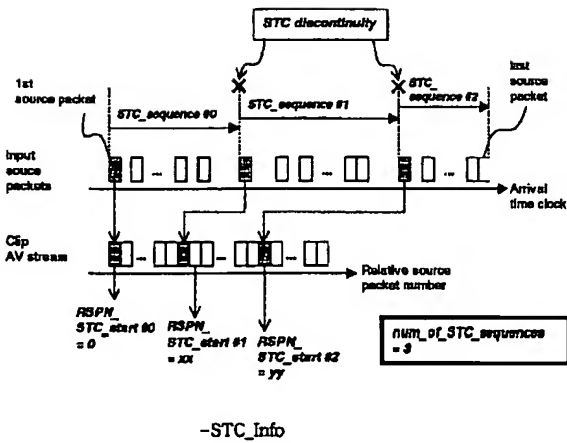 STC discontinuity
1st
source packet
last
source
packet
STC_sequence #0
STC_sequence #1
STC_
sequence #2
Input
souce
packets
...
...
...
Arrival
time clock
Clip
AV stream
...
...
...
Relative source
packet number
RSPN_
STC_start #0
= 0
RSPN_
STC_start #1
= xx
RSPN_
STC_start #2
= yy
num_of_STC_sequences
= 3
-STC_Info